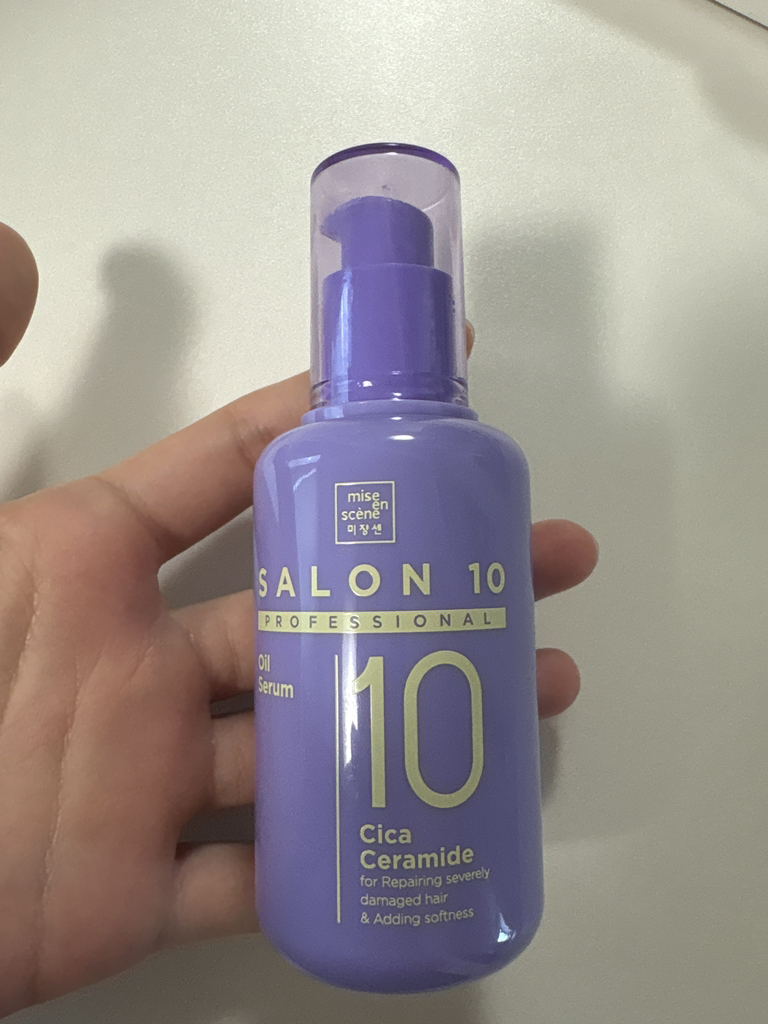 mise
en
scène
미쟝센
SALON 10
PROFESSIONAL
Oil
Serum
10
Cica
Ceramide
for Repairing severely
damaged hair
& Adding softness